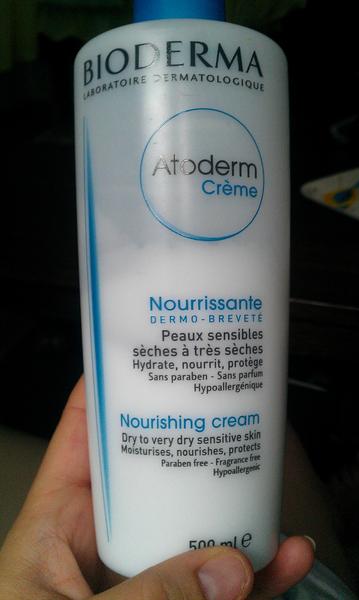 BIODERMA
LABORATOIRE DERMATOLOGIQUE
Atoderm
Crème
Nourrissante
DERMO-BREVETÉ
Peaux sensibles
sèches à très sèches
Hydrate, nourrit, protège
Sans paraben - Sans parfum
Hypoallergénique
Nourishing cream
Dry to very dry sensitive skin
Moisturises, nourishes, protects
Paraben free - Fragrance free
Hypoallergenic
500 ml e